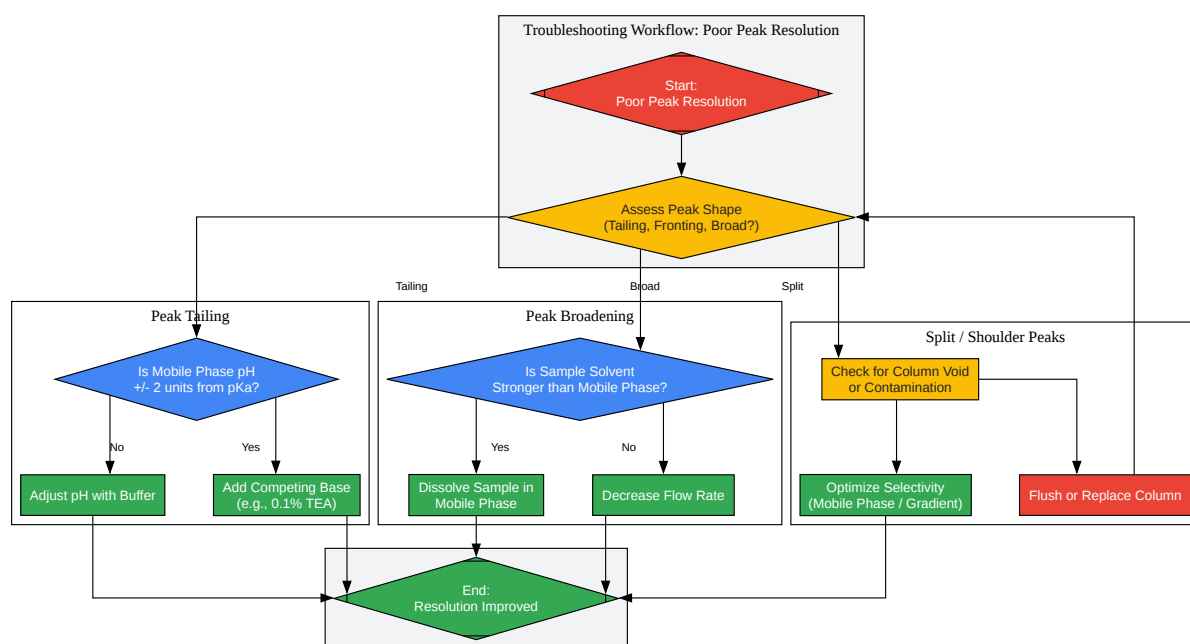 Troubleshooting Workflow: Poor Peak Resolution
Start:
Poor Peak Resolution
Assess Peak Shape
(Tailing, Fronting, Broad?)
Tailing
Broad
Split
Peak Tailing
Is Mobile Phase pH
+/- 2 units from pKa?
No
Yes
Adjust pH with Buffer
Add Competing Base
(e.g., 0.1% TEA)
Peak Broadening
Is Sample Solvent
Stronger than Mobile Phase?
Yes
No
Dissolve Sample in
Mobile Phase
Decrease Flow Rate
Split / Shoulder Peaks
Check for Column Void
or Contamination
Optimize Selectivity
(Mobile Phase / Gradient)
Flush or Replace Column
End:
Resolution Improved